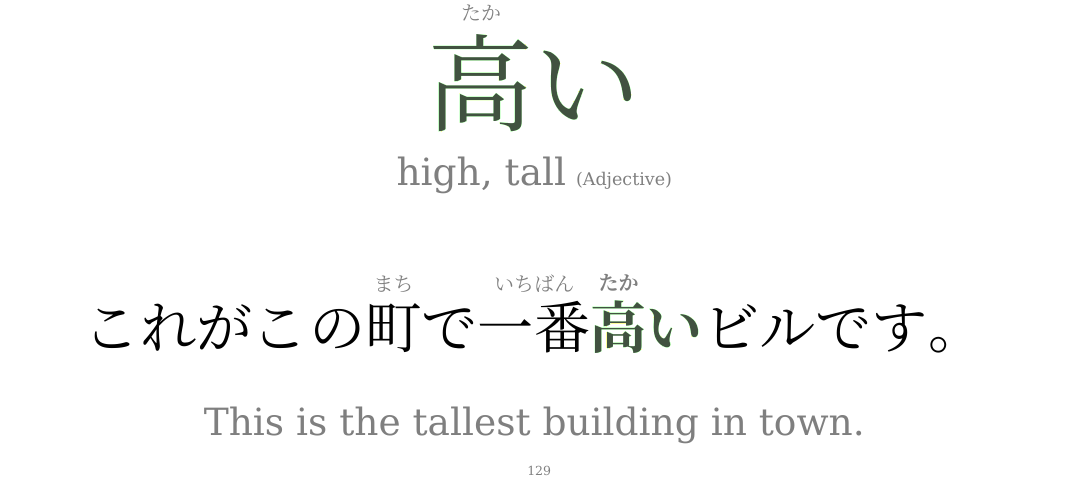 たか
高い
high, tall (Adjective)
まち いちばん たか
これがこの町で一番高いビルです。
This is the tallest building in town.
129